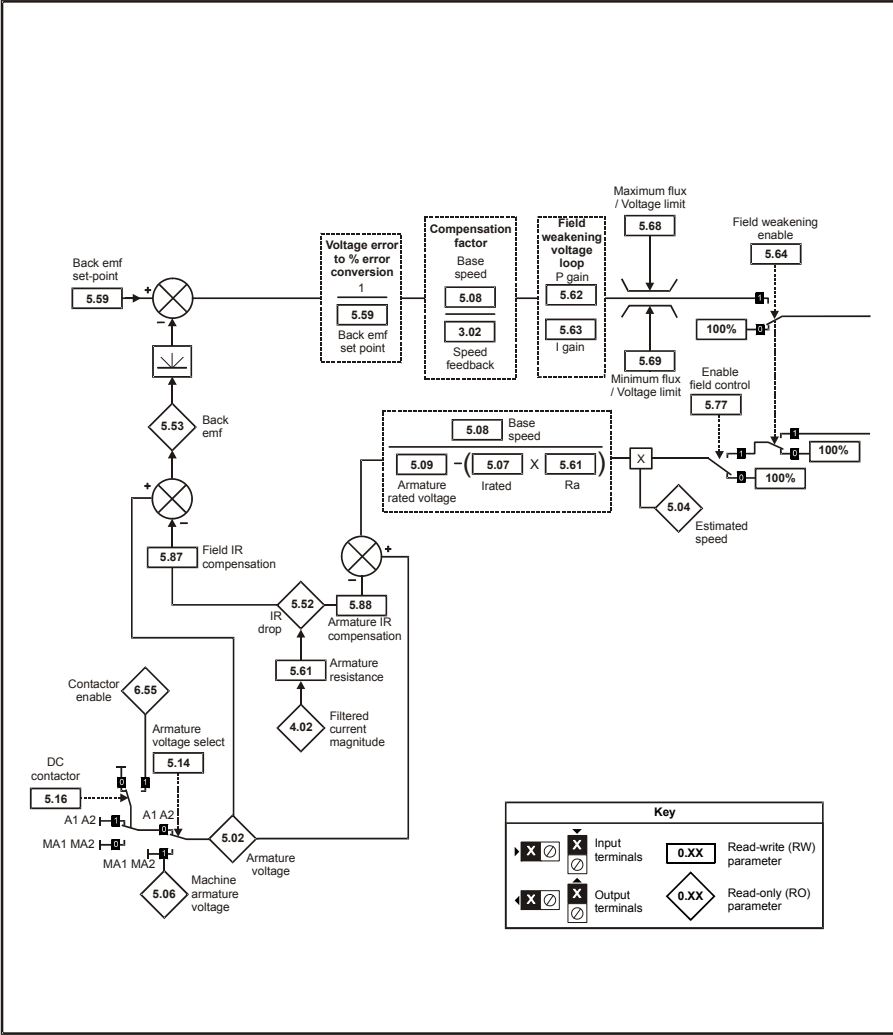 Maximum flux
/ Voltage limit
5.68
Field weakening
enable
5.64
Back emf
set-point
5.59
+
–
Voltage error
to % error
conversion
1
5.59
Back emf
set point
Compensation
factor
Base
speed
5.08
3.02
Speed
feedback
Field
weakening
voltage
loop
P gain
5.62
5.63
I gain
1
100%
0
5.69
Minimum flux
/ Voltage limit
Enable
field control
5.77
5.53
Back
emf
5.08
Base
speed
5.09
–
(
5.07
X
5.61
)
Armature
rated voltage
Irated
Ra
X
1
0
100%
1
0
100%
5.04
Estimated
speed
+
–
5.87
Field IR
compensation
+
–
5.52
IR
drop
5.88
Armature IR
compensation
5.61
Armature
resistance
4.02
Filtered
current
magnitude
Contactor
enable
6.55
Armature
voltage select
5.14
DC
contactor
5.16
0
1
A1 A2
1
A1 A2
0
MA1 MA2
0
MA1 MA2
1
5.02
Armature
voltage
5.06
Machine
armature
voltage
Key
X
X
Input
terminals
0.XX
Read-write (RW)
parameter
X
X
Output
terminals
0.XX
Read-only (RO)
parameter